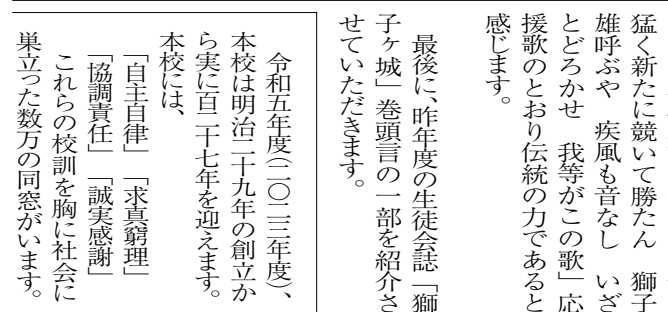 猛く新たに競いて勝たん　獅子
雄呼ぶや　疾風も音なし　いざ
とどろかせ　我等がこの歌」応
援歌のとおり伝統の力であると
感じます。
最後に、昨年度の生徒会誌「獅
子ヶ城」巻頭言の一部を紹介さ
せていただきます。
令和五年度(二〇二三年度)、
本校は明治二十九年の創立か
ら実に百二十七年を迎えます。
本校には、
「自主自律」「求真窮理」
「協調責任」「誠実感謝」
これらの校訓を胸に社会に
巣立った数万の同窓がいます。